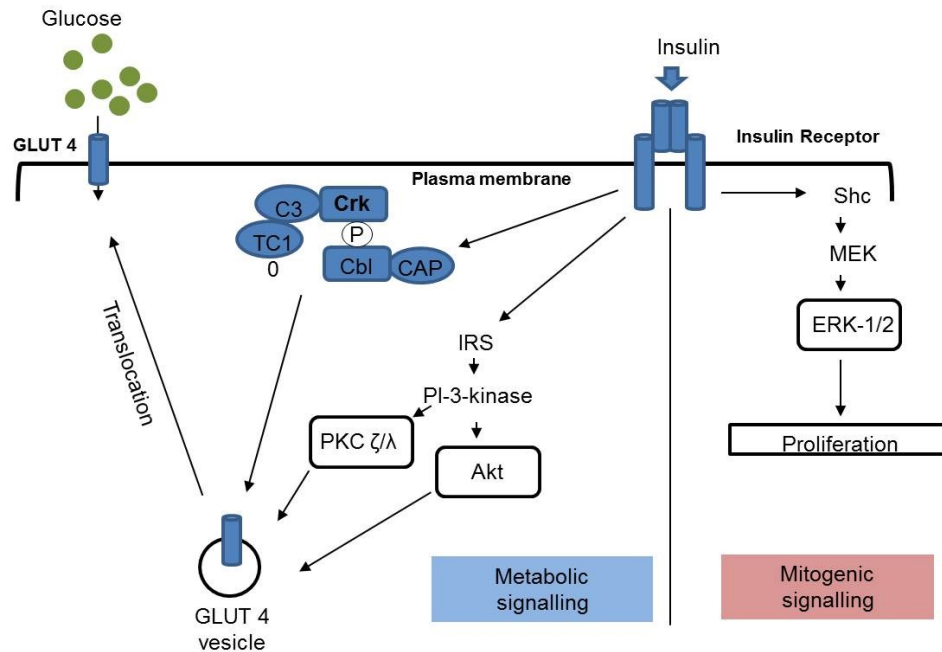 Glucose
Insulin
GLUT 4
Insulin Receptor
Plasma membrane
C3
Crk
TC1
0
P
Cbl
CAP
Shc
MEK
ERK-1/2
Proliferation
IRS
PI-3-kinase
PKC ζ/λ
Akt
Translocation
GLUT 4
vesicle
Metabolic
signalling
Mitogenic
signalling